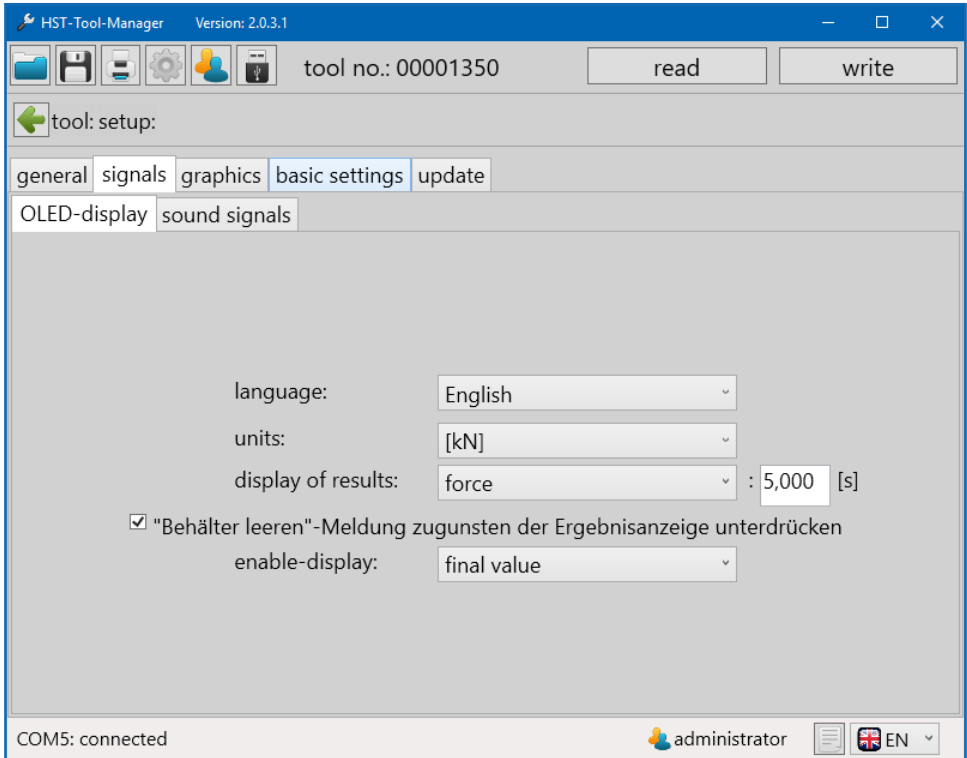 HST-Tool-Manager Version: 2.0.3.1
tool no.: 00001350 read write
tool: setup:
general signals graphics basic settings update
OLED-display sound signals
language: English
units: [kN]
display of results: force : 5,000 [s]
"Behälter leeren"-Meldung zugunsten der Ergebnisanzeige unterdrücken
enable-display: final value
COM5: connected administrator EN